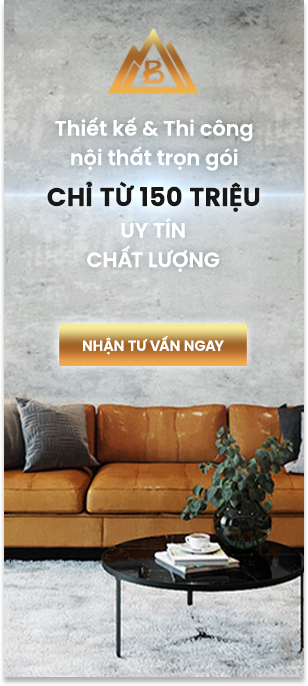 B
Thiết kế & Thi công
nội thất trọn gói
CHỈ TỪ 150 TRIỆU
UY TÍN
CHẤT LƯỢNG
NHẬN TƯ VẤN NGAY